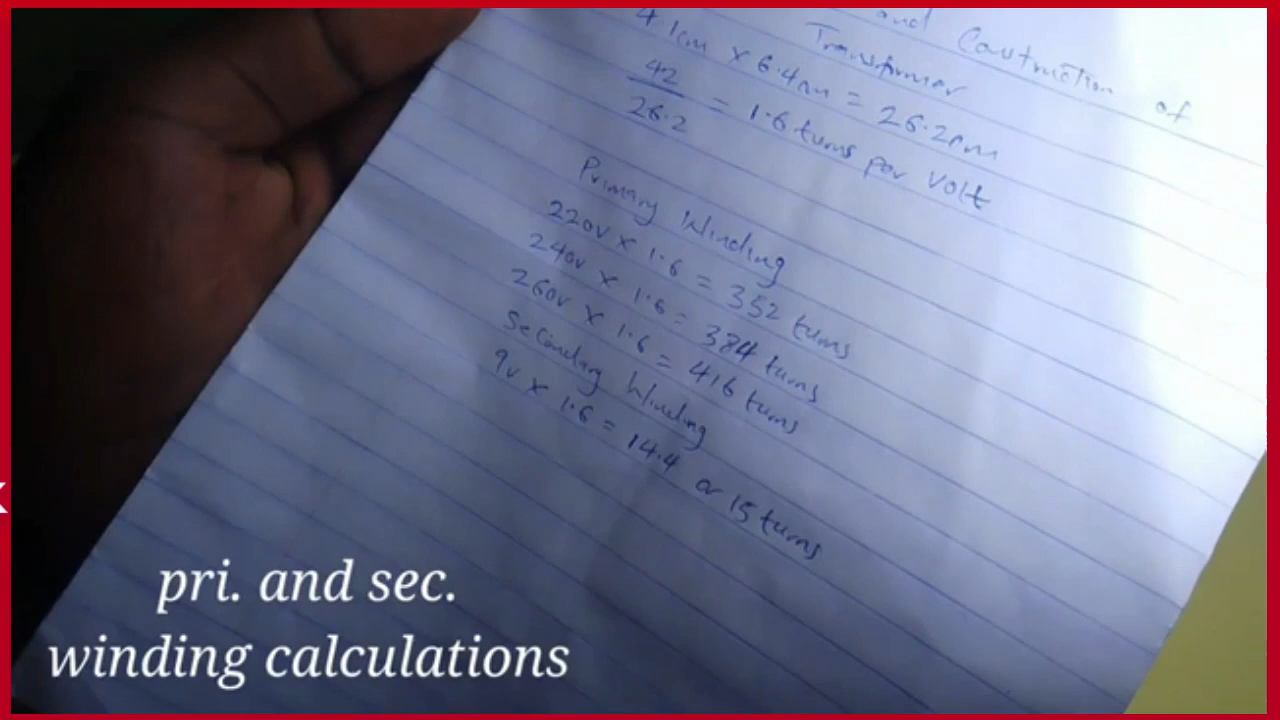 and Construction of
Transformer
4.1cm x 6.4cm = 26.2cm
42/26.2 = 1.6 turns per volt
Primary Winding
220v x 1.6 = 352 turns
240v x 1.6 = 384 turns
260v x 1.6 = 416 turns
Secondary Winding
9v x 1.6 = 14.4 or 15 turns
pri. and sec.
winding calculations